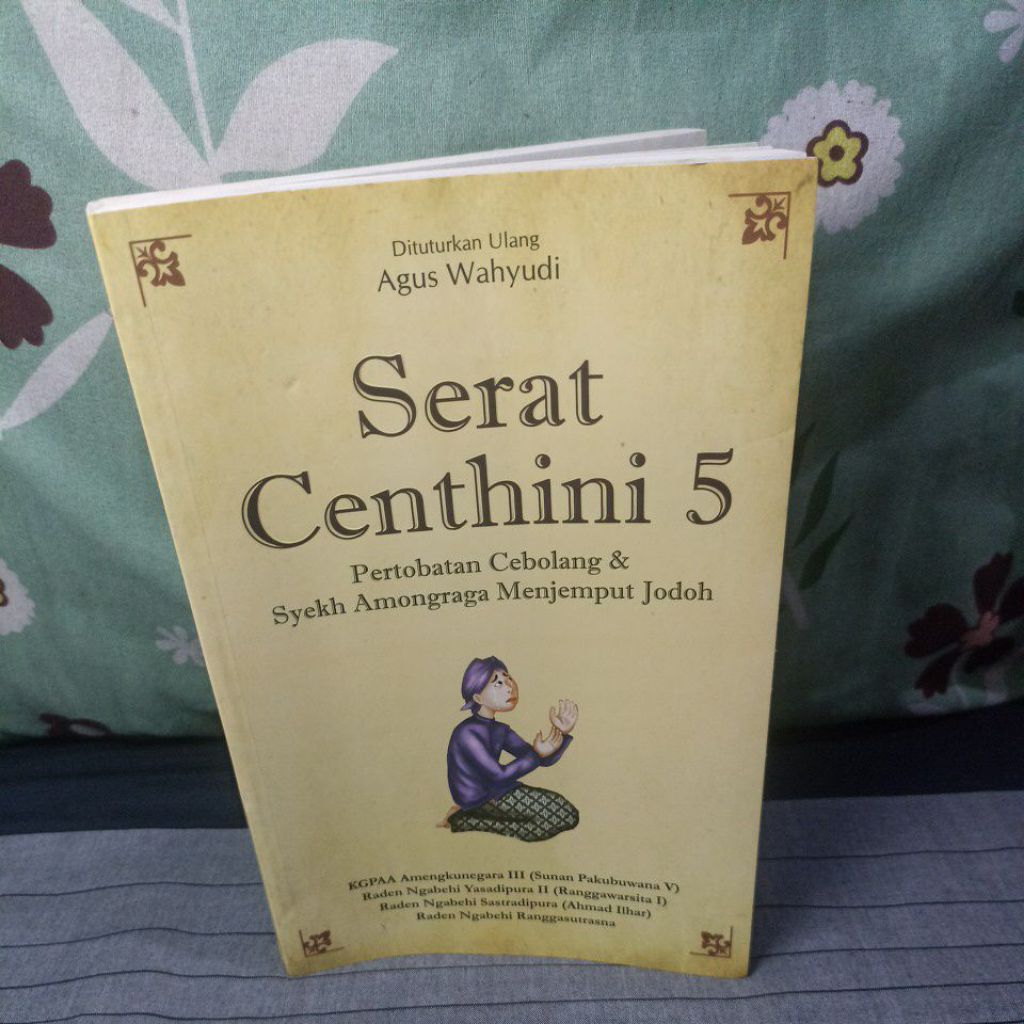 Dituturkan Ulang
Agus Wahyudi
Serat
Centhini 5
Pertobatan Cebolang &
Syekh Amongraga Menjemput Jodoh
KGPAA Amengkunegara III (Sunan Pakubuwana V)
Raden Ngabehi Yasadipura II (Ranggawarsita I)
Raden Ngabehi Sastradipura (Ahmad Ilhar)
Raden Ngabehi Ranggasutrasna